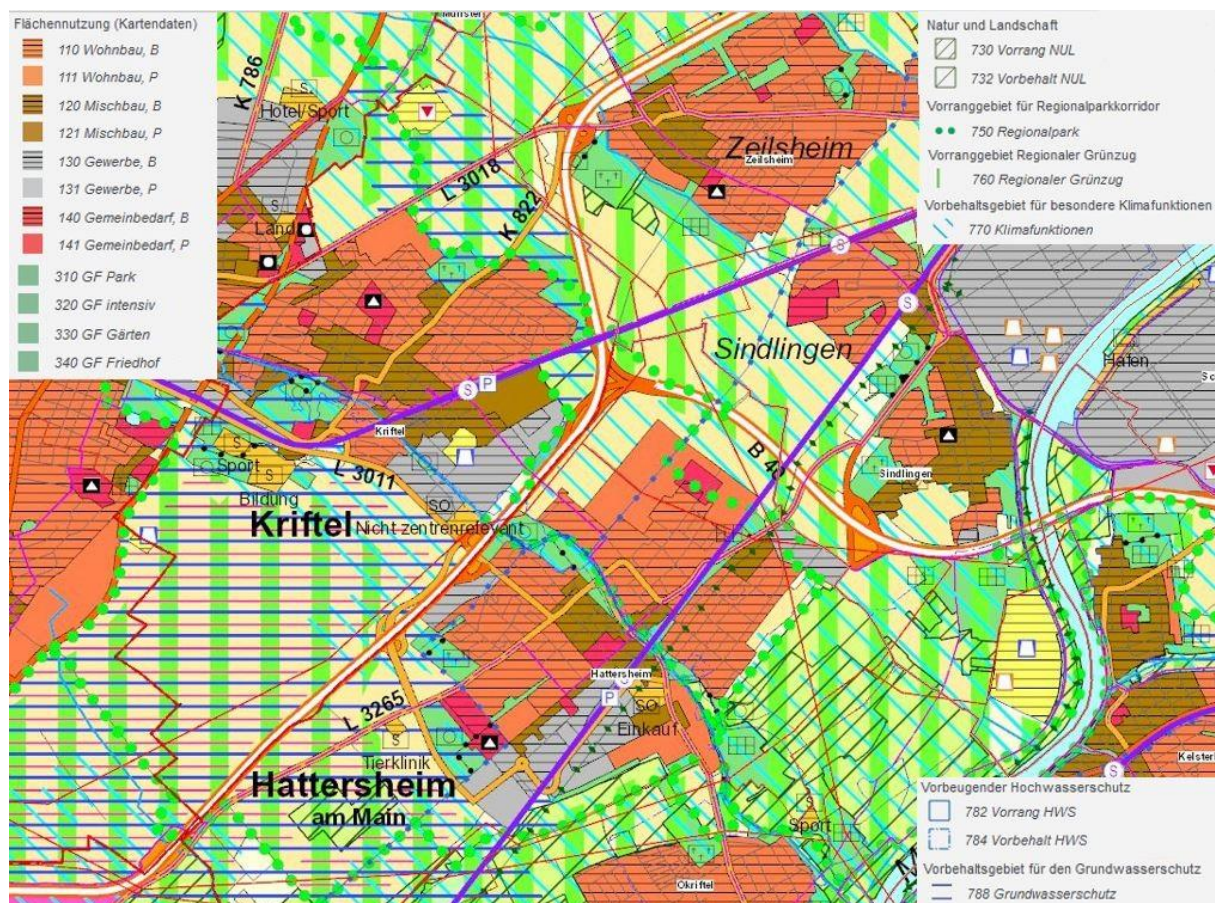 Flächennutzung (Kartendaten)
110 Wohnbau, B
111 Wohnbau, P
120 Mischbau, B
121 Mischbau, P
130 Gewerbe, B
131 Gewerbe, P
140 Gemeinbedarf, B
141 Gemeinbedarf, P
310 GF Park
320 GF intensiv
330 GF Gärten
340 GF Friedhof
Natur und Landschaft
730 Vorrang NUL
732 Vorbehalt NUL
Vorranggebiet für Regionalparkkorridor
750 Regionalpark
Vorranggebiet Regionaler Grünzug
760 Regionaler Grünzug
Vorbehaltsgebiet für besondere Klimafunktionen
770 Klimafunktionen
Münster
K 786
S
Hotel/Sport
L 3018
K 822
Zeilsheim
Zeilsheim
S
Land
S
S
Sindlingen
Hafen
S P
Kriftel
S
Sport
S
Bildung
L 3011
SO
Kriftel
Nicht zentrenrelevant
B 40
Sindlingen
Hattersheim
S
P
SO
Einkauf
L 3265
S
Tierklinik
Hattersheim
am Main
S
Sport
Okriftel
S
M
Vorbeugender Hochwasserschutz
782 Vorrang HWS
784 Vorbehalt HWS
Vorbehaltsgebiet für den Grundwasserschutz
788 Grundwasserschutz